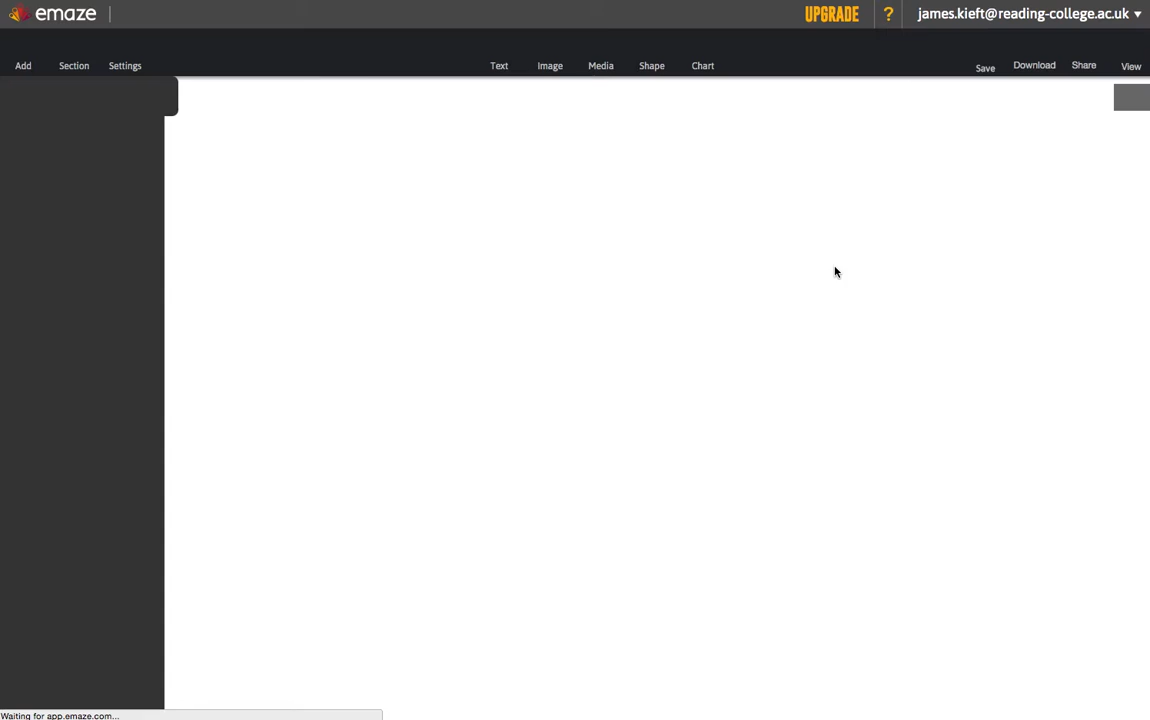 emaze
UPGRADE ? james.kieft@reading-college.ac.uk
Add Section Settings Text Image Media Shape Chart Save Download Share View
Waiting for app.emaze.com...